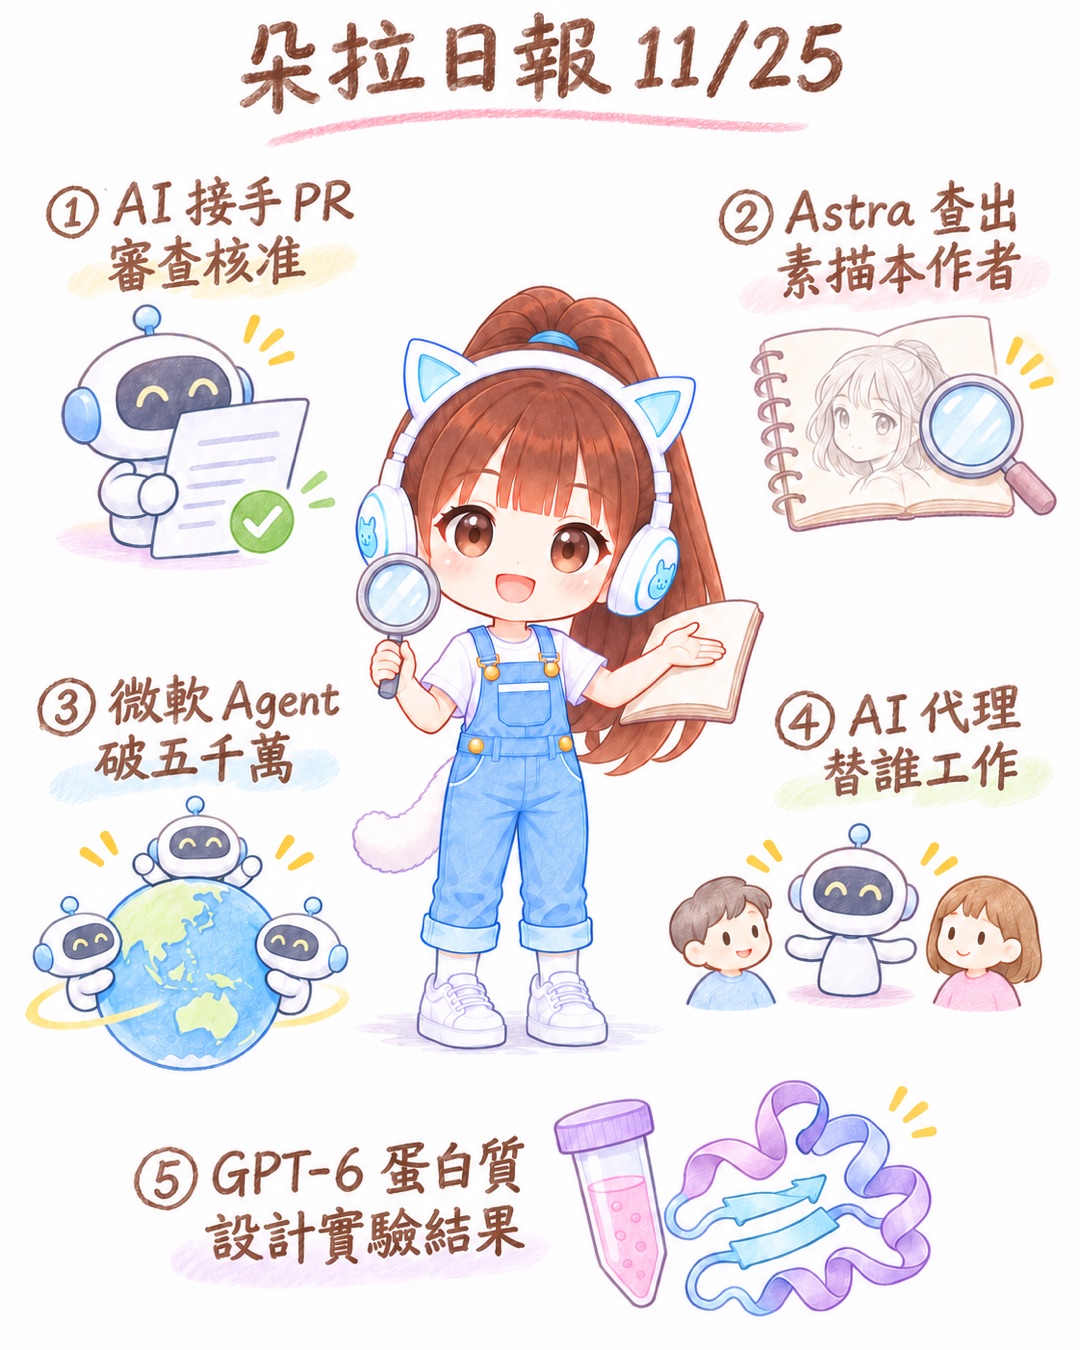 朵拉日報 11/25
① AI 接手 PR
審查核准
② Astra 查出
素描本作者
③ 微軟 Agent
破五千萬
④ AI 代理
替誰工作
⑤ GPT-6 蛋白質
設計實驗結果